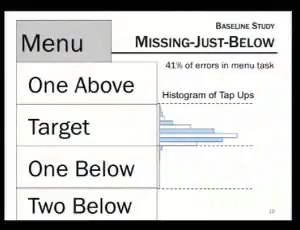 BASELINE STUDY
Menu
MISSING-JUST-BELOW
41% of errors in menu task
One Above
Histogram of Tap Ups
Target
One Below
Two Below